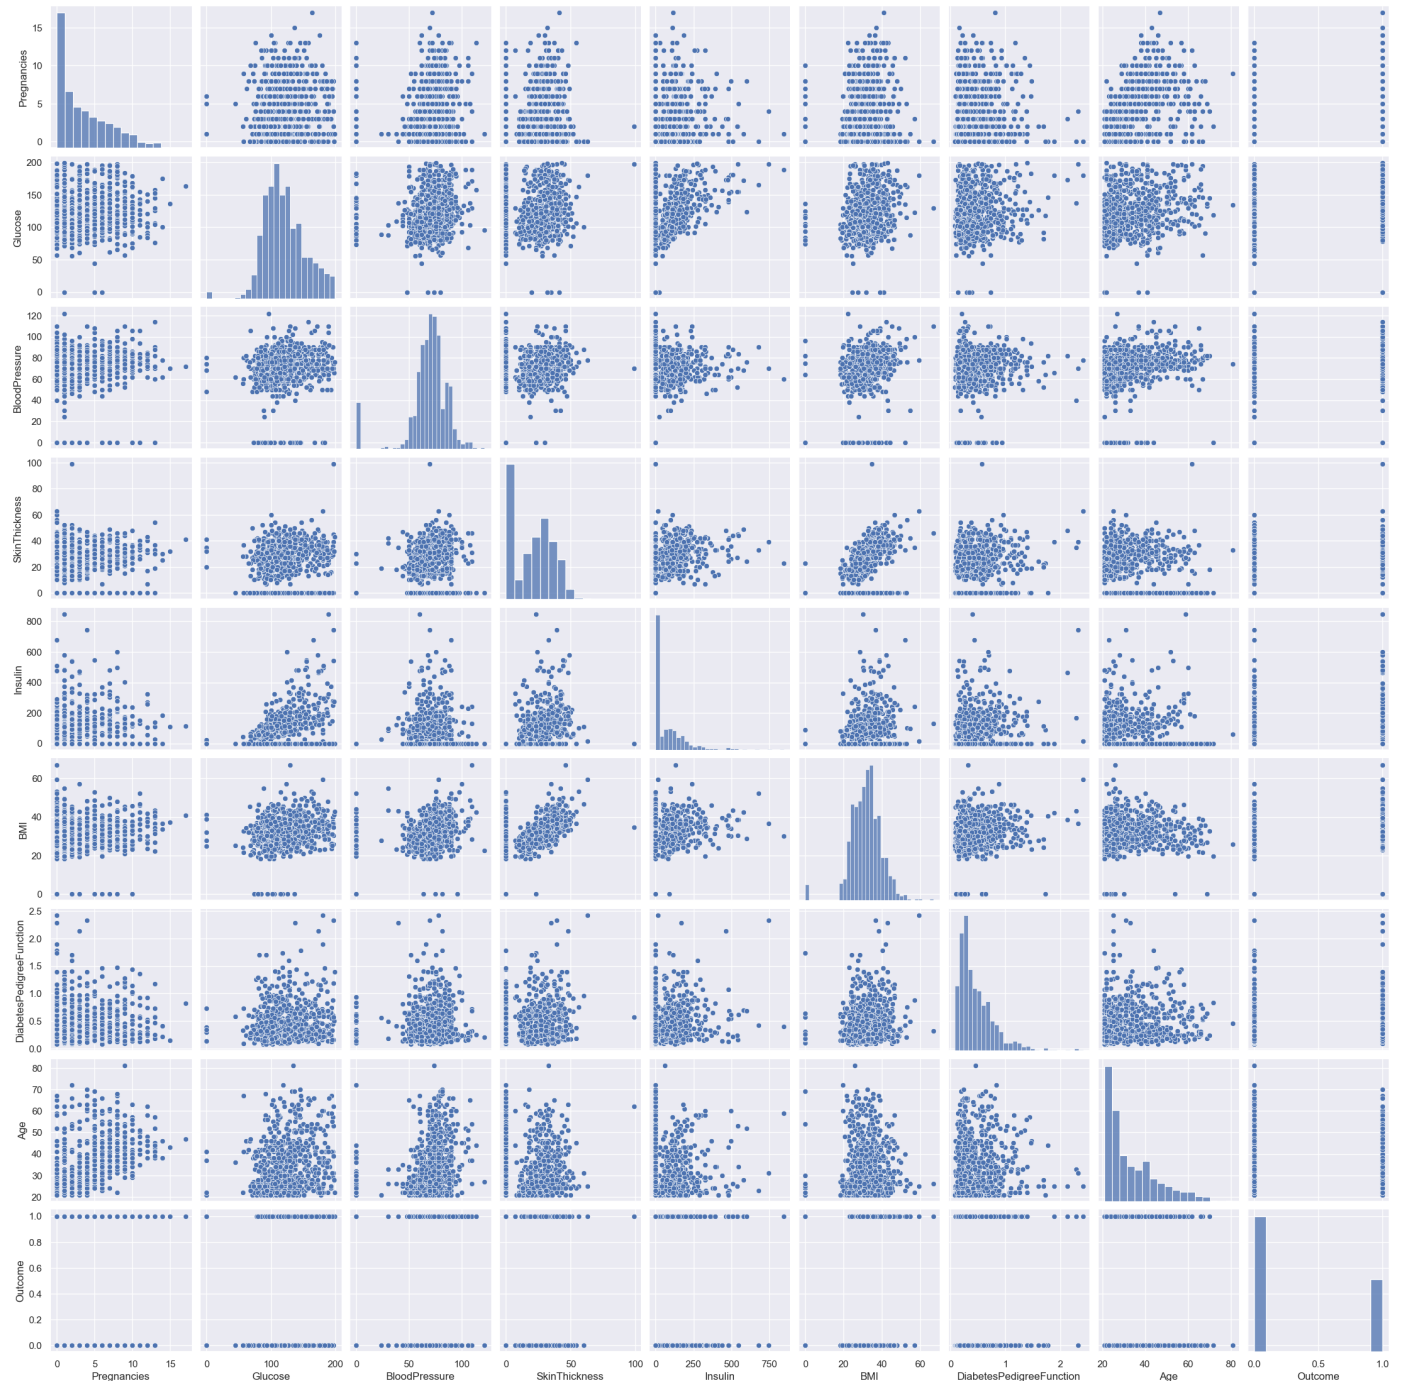 Pregnancies
15
10
5
0
Glucose
200
150
100
50
0
BloodPressure
120
100
80
60
40
20
0
SkinThickness
100
80
60
40
20
0
Insulin
800
600
400
200
0
BMI
60
40
20
0
DiabetesPedigreeFunction
2.5
2.0
1.5
1.0
0.5
0.0
Age
80
70
60
50
40
30
20
Outcome
1.0
0.8
0.6
0.4
0.2
0.0
0 5 10 15
Pregnancies
0 100 200
Glucose
0 50 100
BloodPressure
0 50 100
SkinThickness
0 250 500 750
Insulin
0 20 40 60
BMI
0 1 2
DiabetesPedigreeFunction
20 40 60 80
Age
0.0 0.5 1.0
Outcome